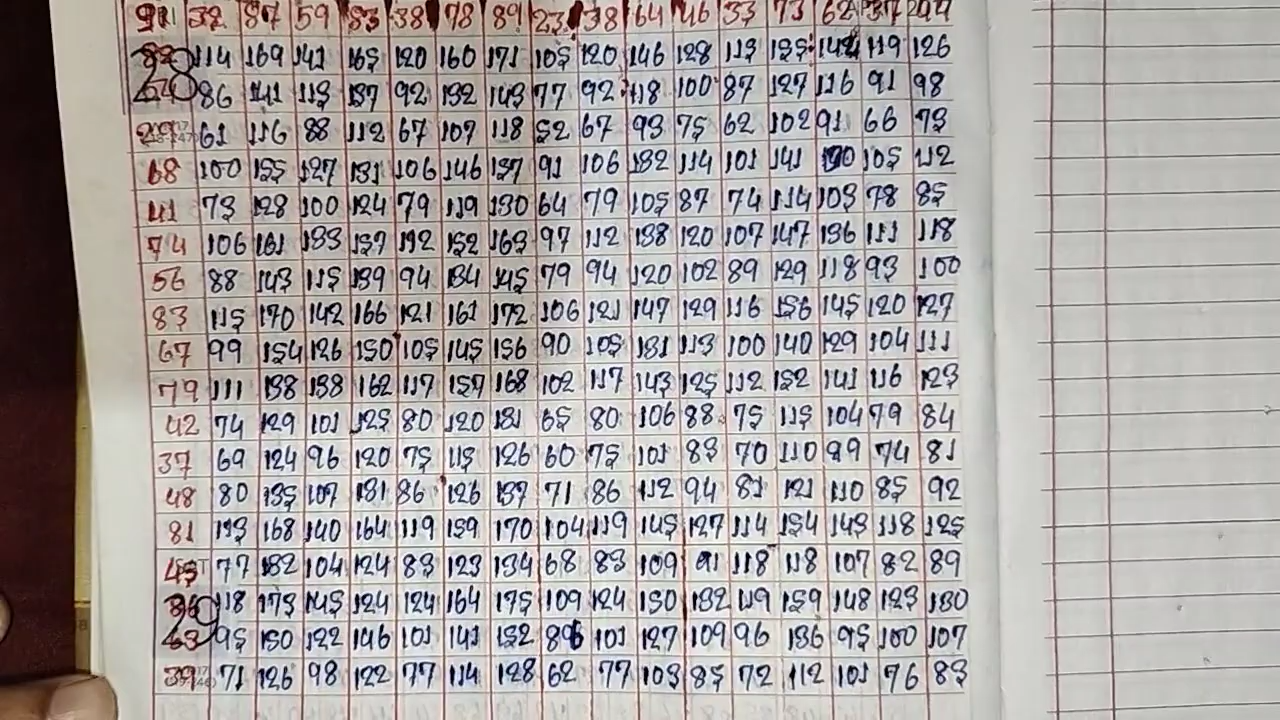 91 32 87 59 83 38 78 89 23 38 64 46 33 73 62 37 44
114 169 141 165 120 160 171 105 120 146 128 113 155 142 119 126
86 141 113 137 92 132 143 77 92 118 100 87 127 116 91 98
29 61 116 88 112 67 107 118 52 67 93 75 62 102 91 66 73
68 100 155 127 151 106 146 157 91 106 132 114 101 141 130 105 112
41 73 128 100 124 79 119 130 64 79 105 87 74 114 103 78 85
74 106 161 133 157 112 152 163 97 112 138 120 107 147 136 111 118
56 88 143 115 139 94 134 145 79 94 120 102 89 129 118 93 100
83 115 170 142 166 121 161 172 106 121 147 129 116 156 145 120 127
67 99 154 126 150 105 145 156 90 105 131 113 100 140 129 104 111
79 111 138 138 162 117 157 168 102 117 143 125 112 152 141 116 123
42 74 129 101 125 80 120 131 65 80 106 88 75 115 104 79 84
37 69 124 96 120 75 115 126 60 75 101 83 70 110 99 74 81
48 80 135 107 131 86 126 137 71 86 112 94 81 121 110 85 92
81 113 168 140 164 119 159 170 104 119 145 127 114 154 143 118 125
45 77 132 104 124 83 123 134 68 83 109 91 118 118 107 82 89
36 118 173 145 124 124 164 175 109 124 150 132 119 159 148 123 130
63 95 150 122 146 101 141 152 86 101 127 109 96 136 95 100 107
39 71 126 98 122 77 114 128 62 77 103 85 72 112 101 76 83